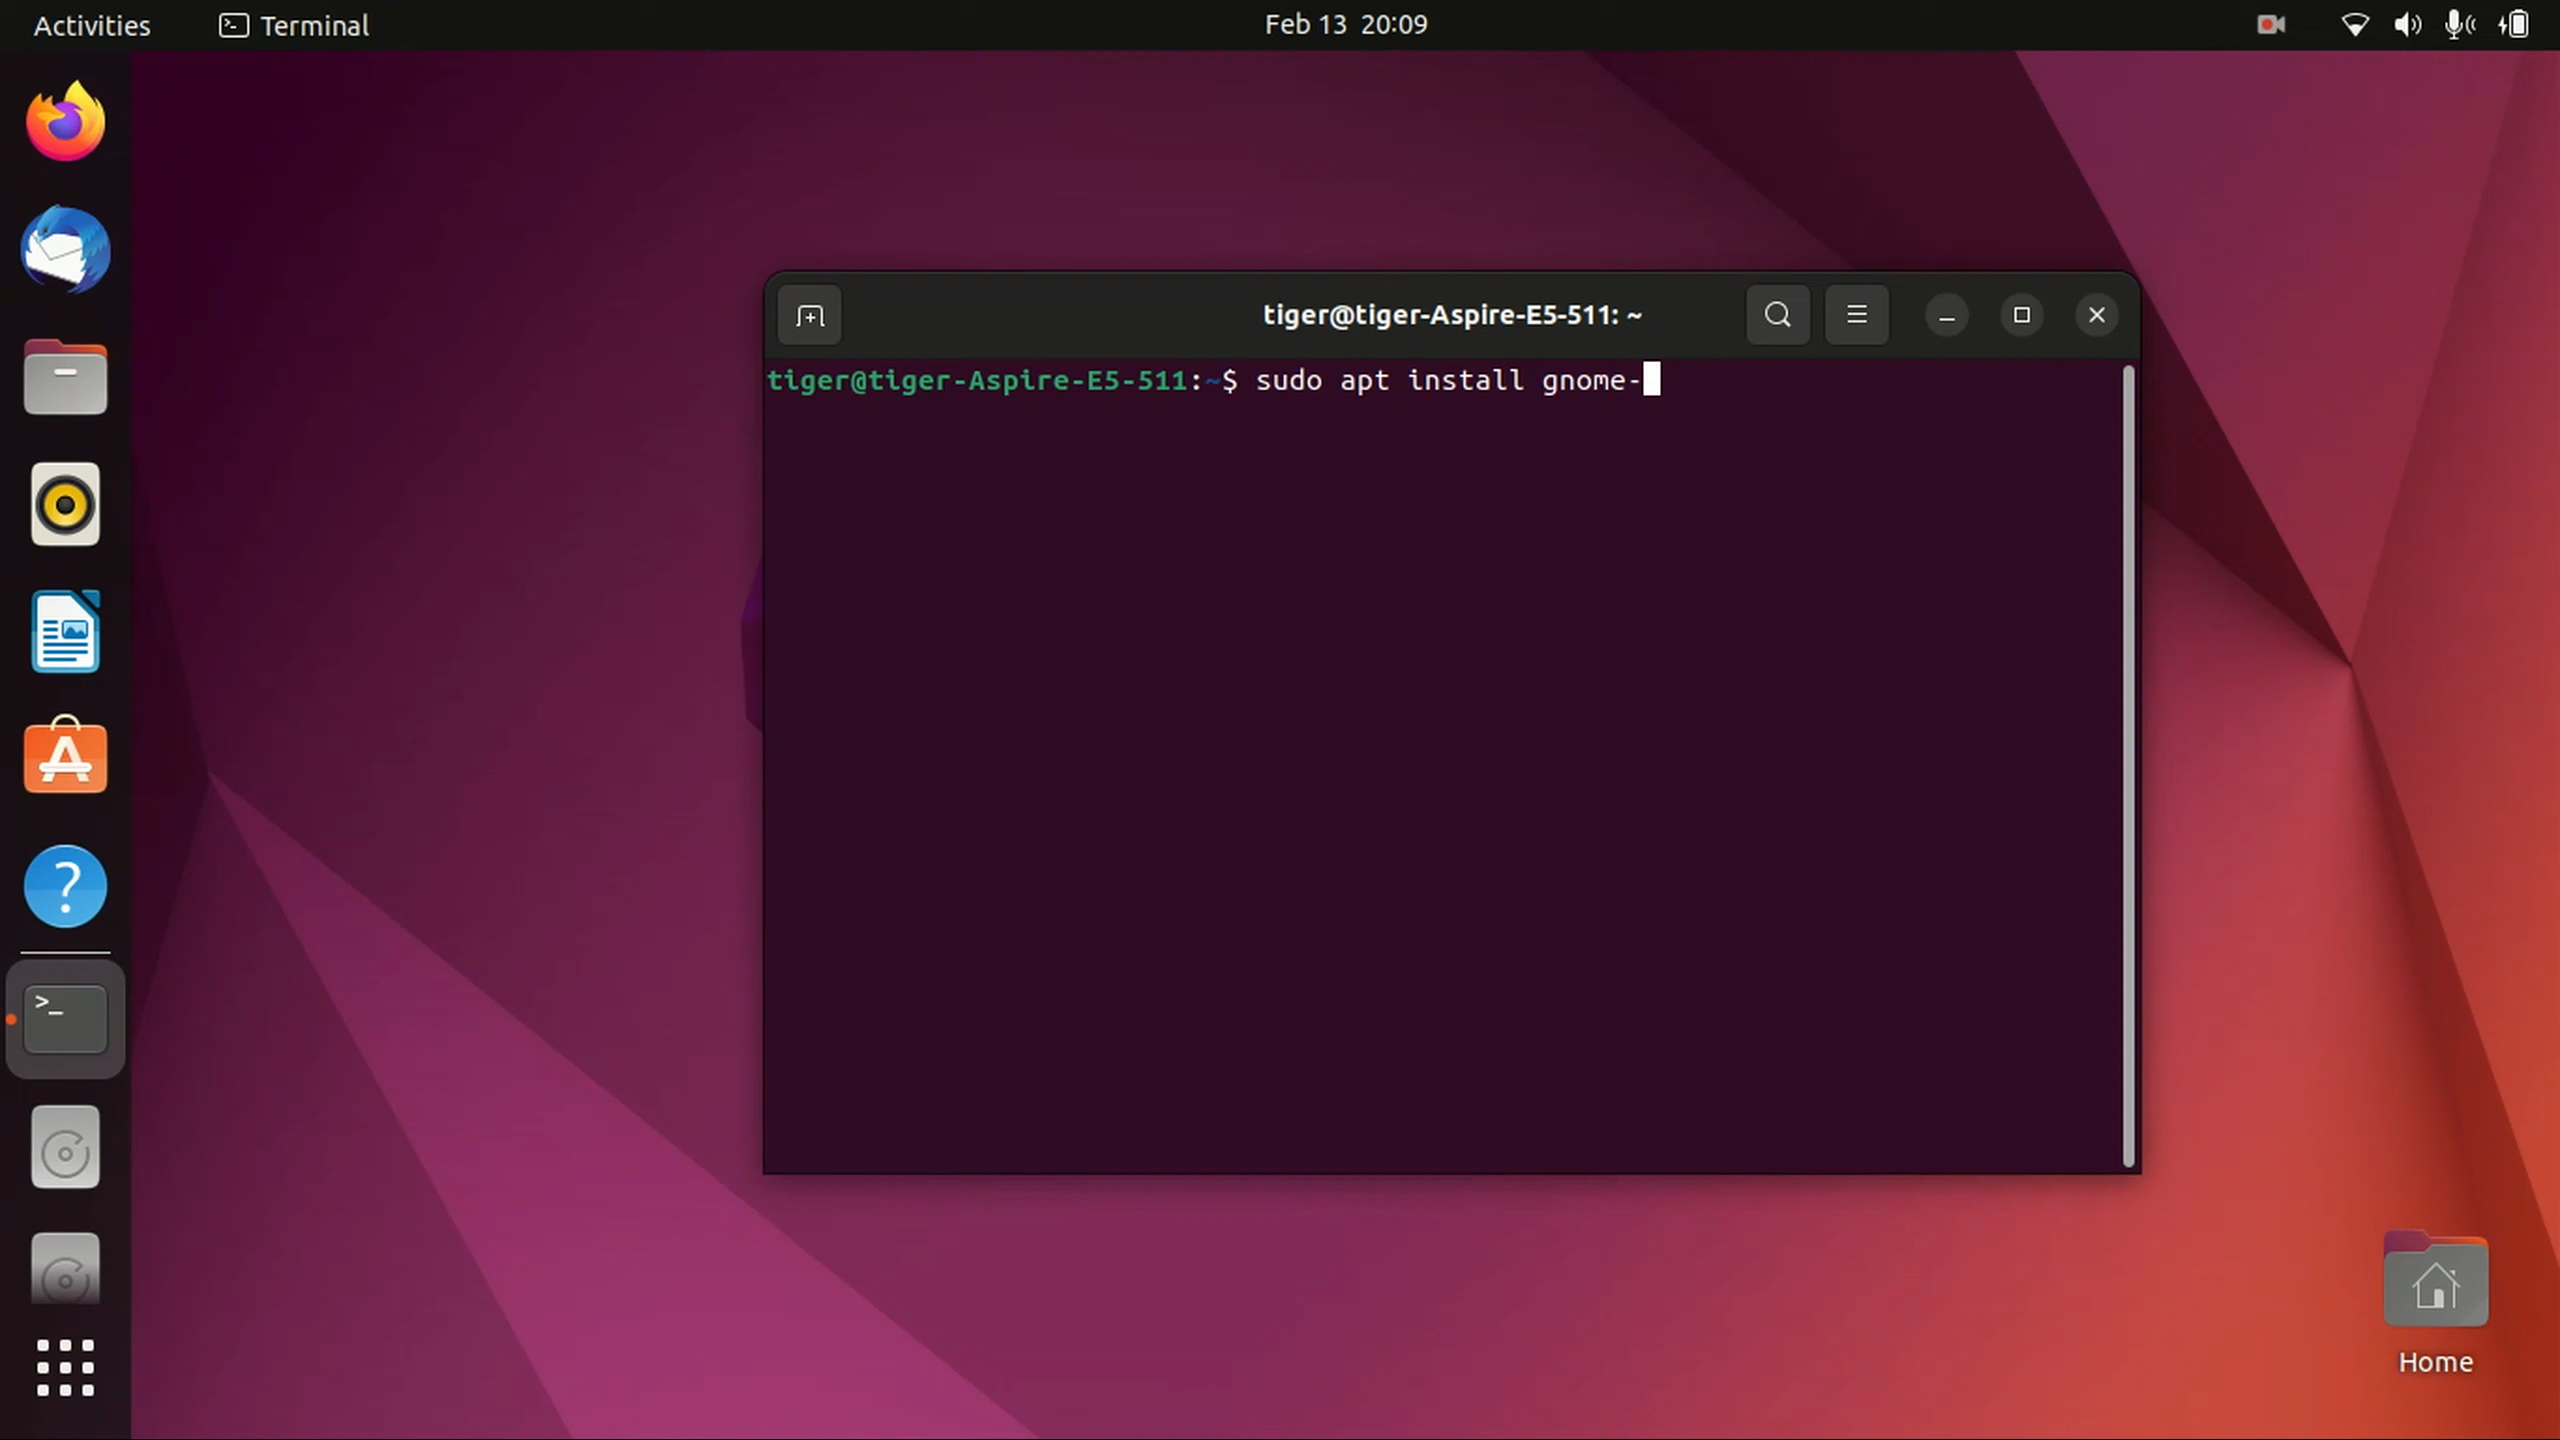 Activities
Terminal
Feb 13 20:09
tiger@tiger-Aspire-E5-511: ~
tiger@tiger-Aspire-E5-511:~$ sudo apt install gnome-
Home